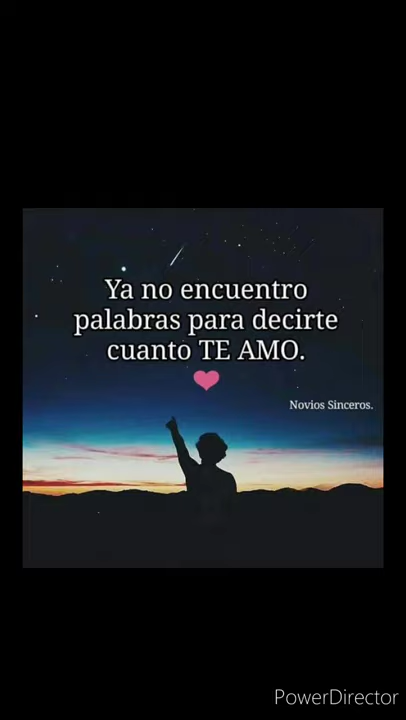 Ya no encuentro
palabras para decirte
cuanto TE AMO.
Novios Sinceros.
PowerDirector